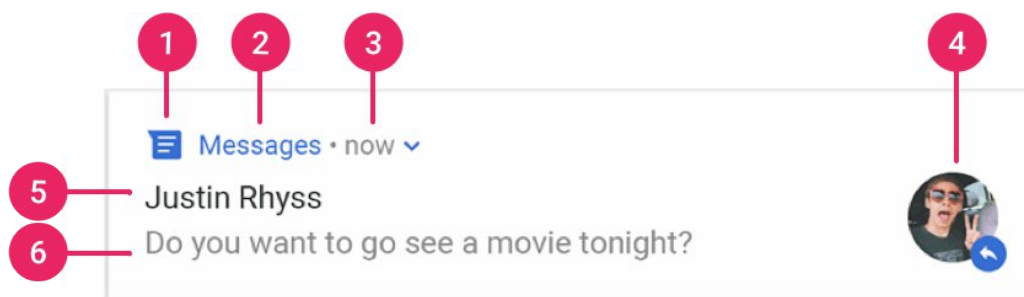 1 2 3 4
Messages • now
5 Justin Rhyss
6 Do you want to go see a movie tonight?